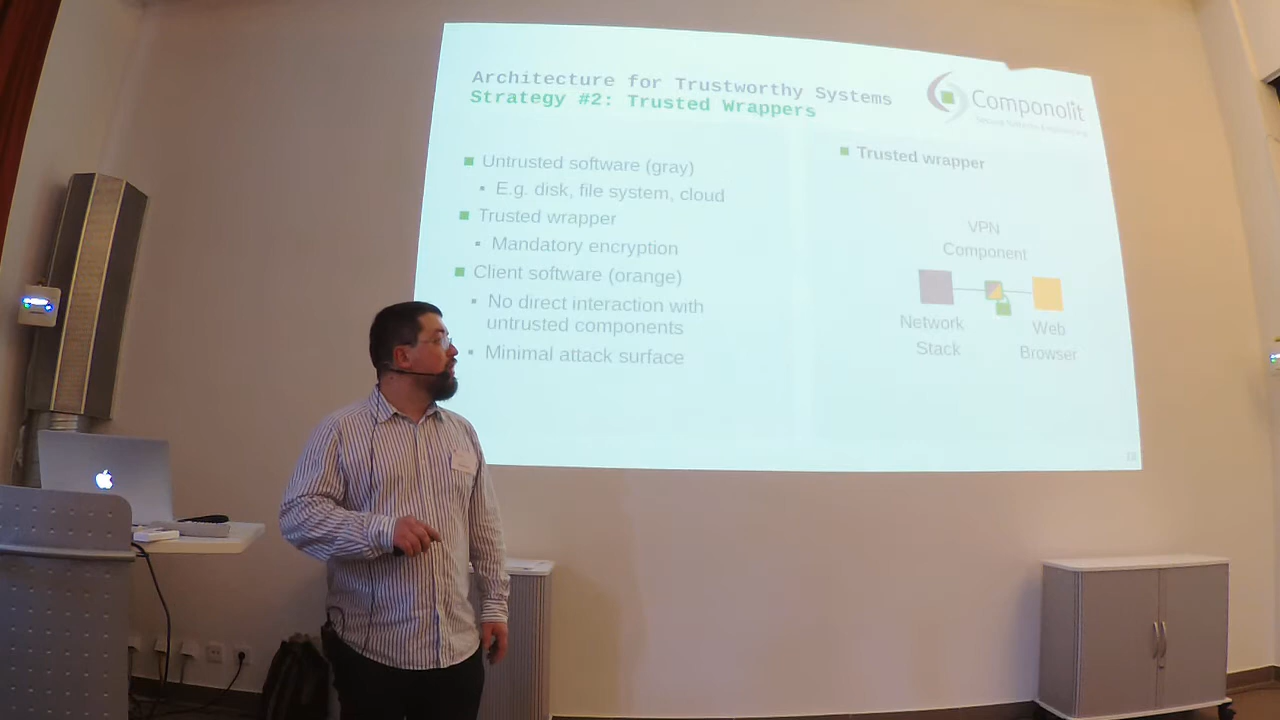 Architecture for Trustworthy Systems
Strategy #2: Trusted Wrappers
Componolit
Untrusted software (gray)
E.g. disk, file system, cloud
Trusted wrapper
Mandatory encryption
Client software (orange)
No direct interaction with
untrusted components
Minimal attack surface
Trusted wrapper
VPN
Component
Network
Stack
Web
Browser